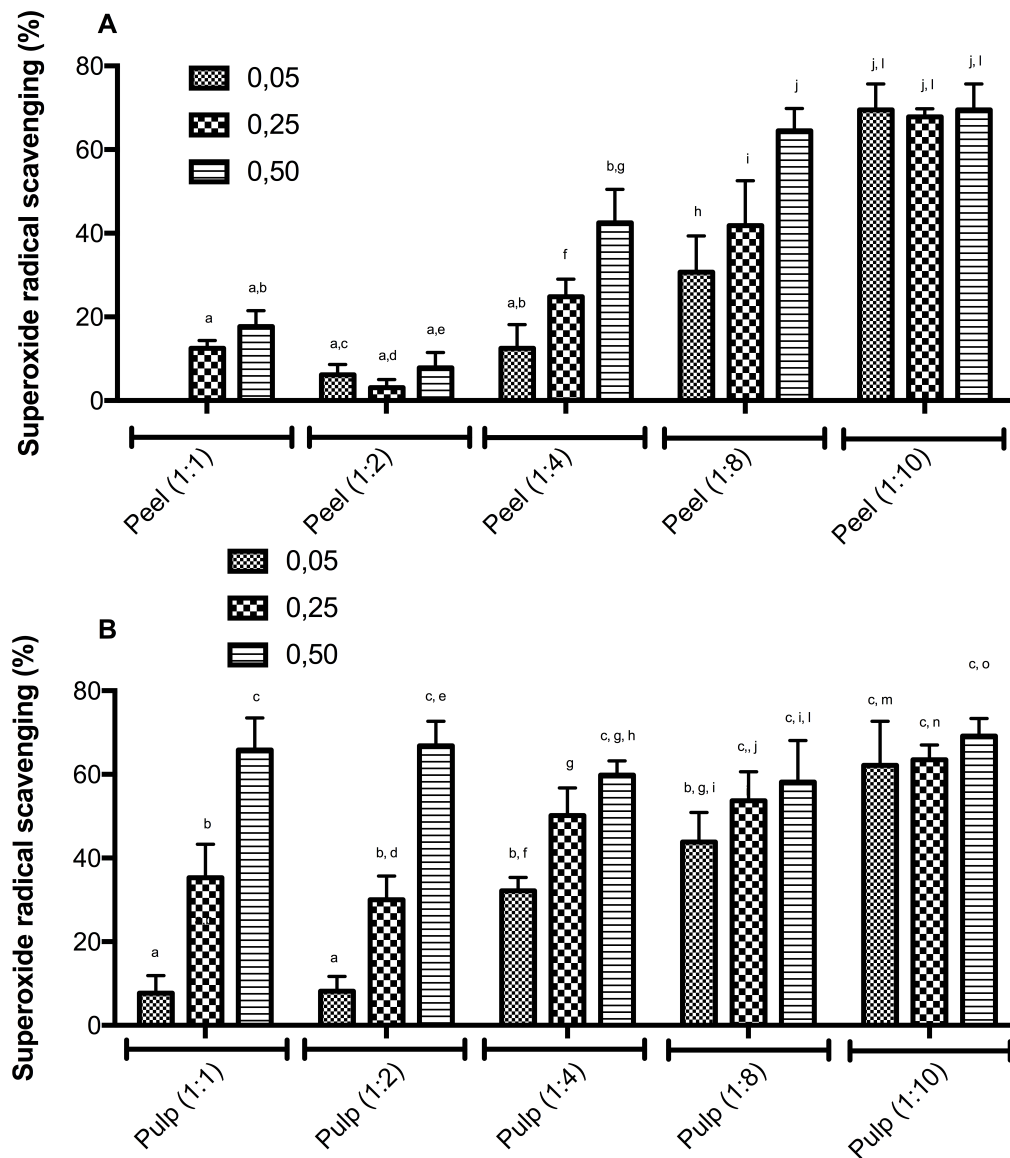 A
Superoxide radical scavenging (%)
80
60
40
20
0
0,05
0,25
0,50
a
a,b
a,c
a,d
a,e
a,b
f
b,g
h
i
j
j, l
j, l
j, l
Peel (1:1)
Peel (1:2)
Peel (1:4)
Peel (1:8)
Peel (1:10)
0,05
0,25
0,50
B
Superoxide radical scavenging (%)
80
60
40
20
0
a
b
c
a
b, d
c, e
b, f
g
c, g, h
b, g, i
c,, j
c, i, l
c, m
c, n
c, o
Pulp (1:1)
Pulp (1:2)
Pulp (1:4)
Pulp (1:8)
Pulp (1:10)